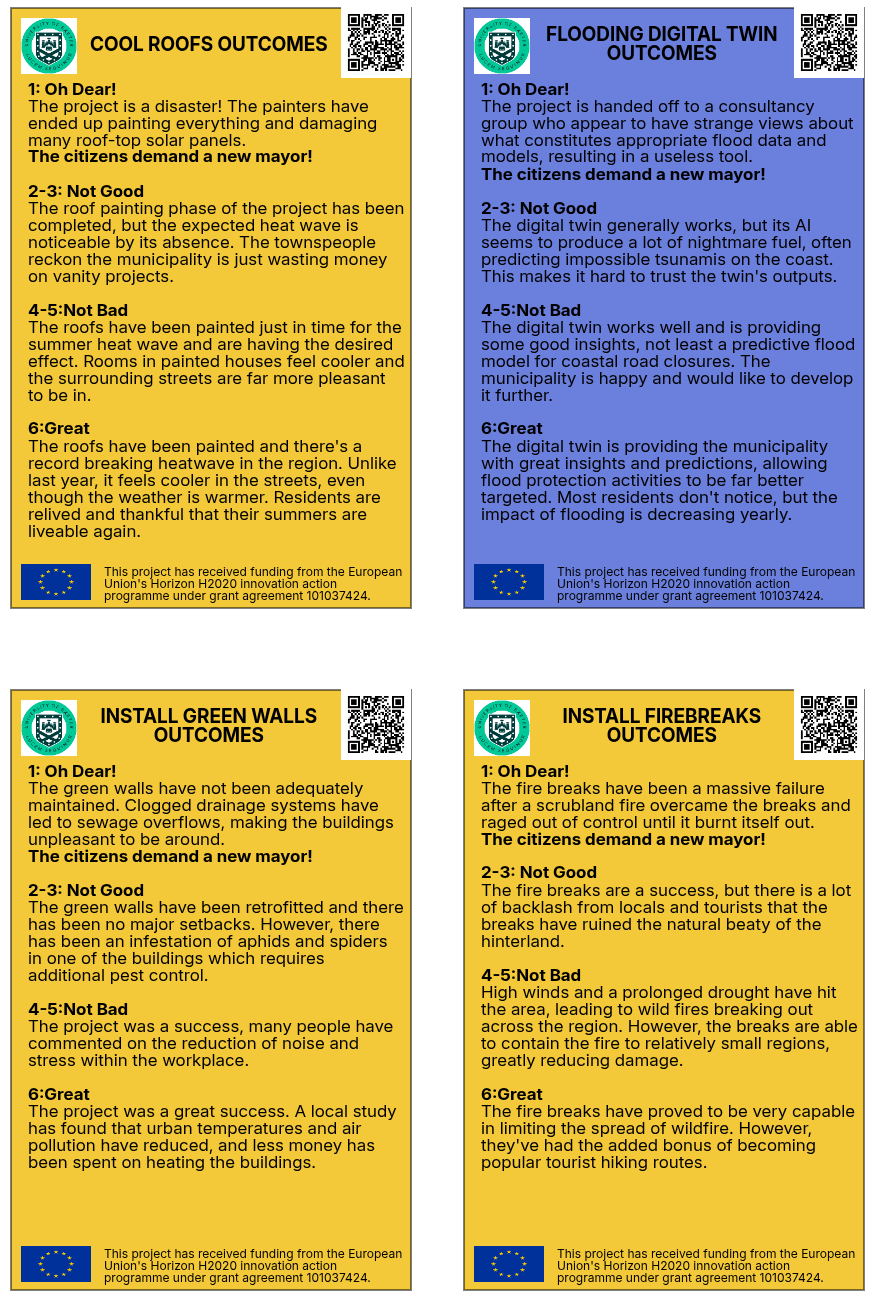 COOL ROOFS OUTCOMES
1: Oh Dear!
The project is a disaster! The painters have
ended up painting everything and damaging
many roof-top solar panels.
The citizens demand a new mayor!
2-3: Not Good
The roof painting phase of the project has been
completed, but the expected heat wave is
noticeable by its absence. The townspeople
reckon the municipality is just wasting money
on vanity projects.
4-5:Not Bad
The roofs have been painted just in time for the
summer heat wave and are having the desired
effect. Rooms in painted houses feel cooler and
the surrounding streets are far more pleasant
to be in.
6:Great
The roofs have been painted and there's a
record breaking heatwave in the region. Unlike
last year, it feels cooler in the streets, even
though the weather is warmer. Residents are
relived and thankful that their summers are
liveable again.
This project has received funding from the European
Union's Horizon H2020 innovation action
programme under grant agreement 101037424.
FLOODING DIGITAL TWIN
OUTCOMES
1: Oh Dear!
The project is handed off to a consultancy
group who appear to have strange views about
what constitutes appropriate flood data and
models, resulting in a useless tool.
The citizens demand a new mayor!
2-3: Not Good
The digital twin generally works, but its AI
seems to produce a lot of nightmare fuel, often
predicting impossible tsunamis on the coast.
This makes it hard to trust the twin's outputs.
4-5:Not Bad
The digital twin works well and is providing
some good insights, not least a predictive flood
model for coastal road closures. The
municipality is happy and would like to develop
it further.
6:Great
The digital twin is providing the municipality
with great insights and predictions, allowing
flood protection activities to be far better
targeted. Most residents don't notice, but the
impact of flooding is decreasing yearly.
This project has received funding from the European
Union's Horizon H2020 innovation action
programme under grant agreement 101037424.
UNIVERSITY OF EXETER
LUCEM SEQUIMUR
INSTALL GREEN WALLS
OUTCOMES
1: Oh Dear!
The green walls have not been adequately
maintained. Clogged drainage systems have
led to sewage overflows, making the buildings
unpleasant to be around.
The citizens demand a new mayor!
2-3: Not Good
The green walls have been retrofitted and there
has been no major setbacks. However, there
has been an infestation of aphids and spiders
in one of the buildings which requires
additional pest control.
4-5:Not Bad
The project was a success, many people have
commented on the reduction of noise and
stress within the workplace.
6:Great
The project was a great success. A local study
has found that urban temperatures and air
pollution have reduced, and less money has
been spent on heating the buildings.
This project has received funding from the European
Union's Horizon H2020 innovation action
programme under grant agreement 101037424.
UNIVERSITY OF EXETER
LUCEM SEQUIMUR
INSTALL FIREBREAKS
OUTCOMES
1: Oh Dear!
The fire breaks have been a massive failure
after a scrubland fire overcame the breaks and
raged out of control until it burnt itself out.
The citizens demand a new mayor!
2-3: Not Good
The fire breaks are a success, but there is a lot
of backlash from locals and tourists that the
breaks have ruined the natural beaty of the
hinterland.
4-5:Not Bad
High winds and a prolonged drought have hit
the area, leading to wild fires breaking out
across the region. However, the breaks are able
to contain the fire to relatively small regions,
greatly reducing damage.
6:Great
The fire breaks have proved to be very capable
in limiting the spread of wildfire. However,
they've had the added bonus of becoming
popular tourist hiking routes.
This project has received funding from the European
Union's Horizon H2020 innovation action
programme under grant agreement 101037424.